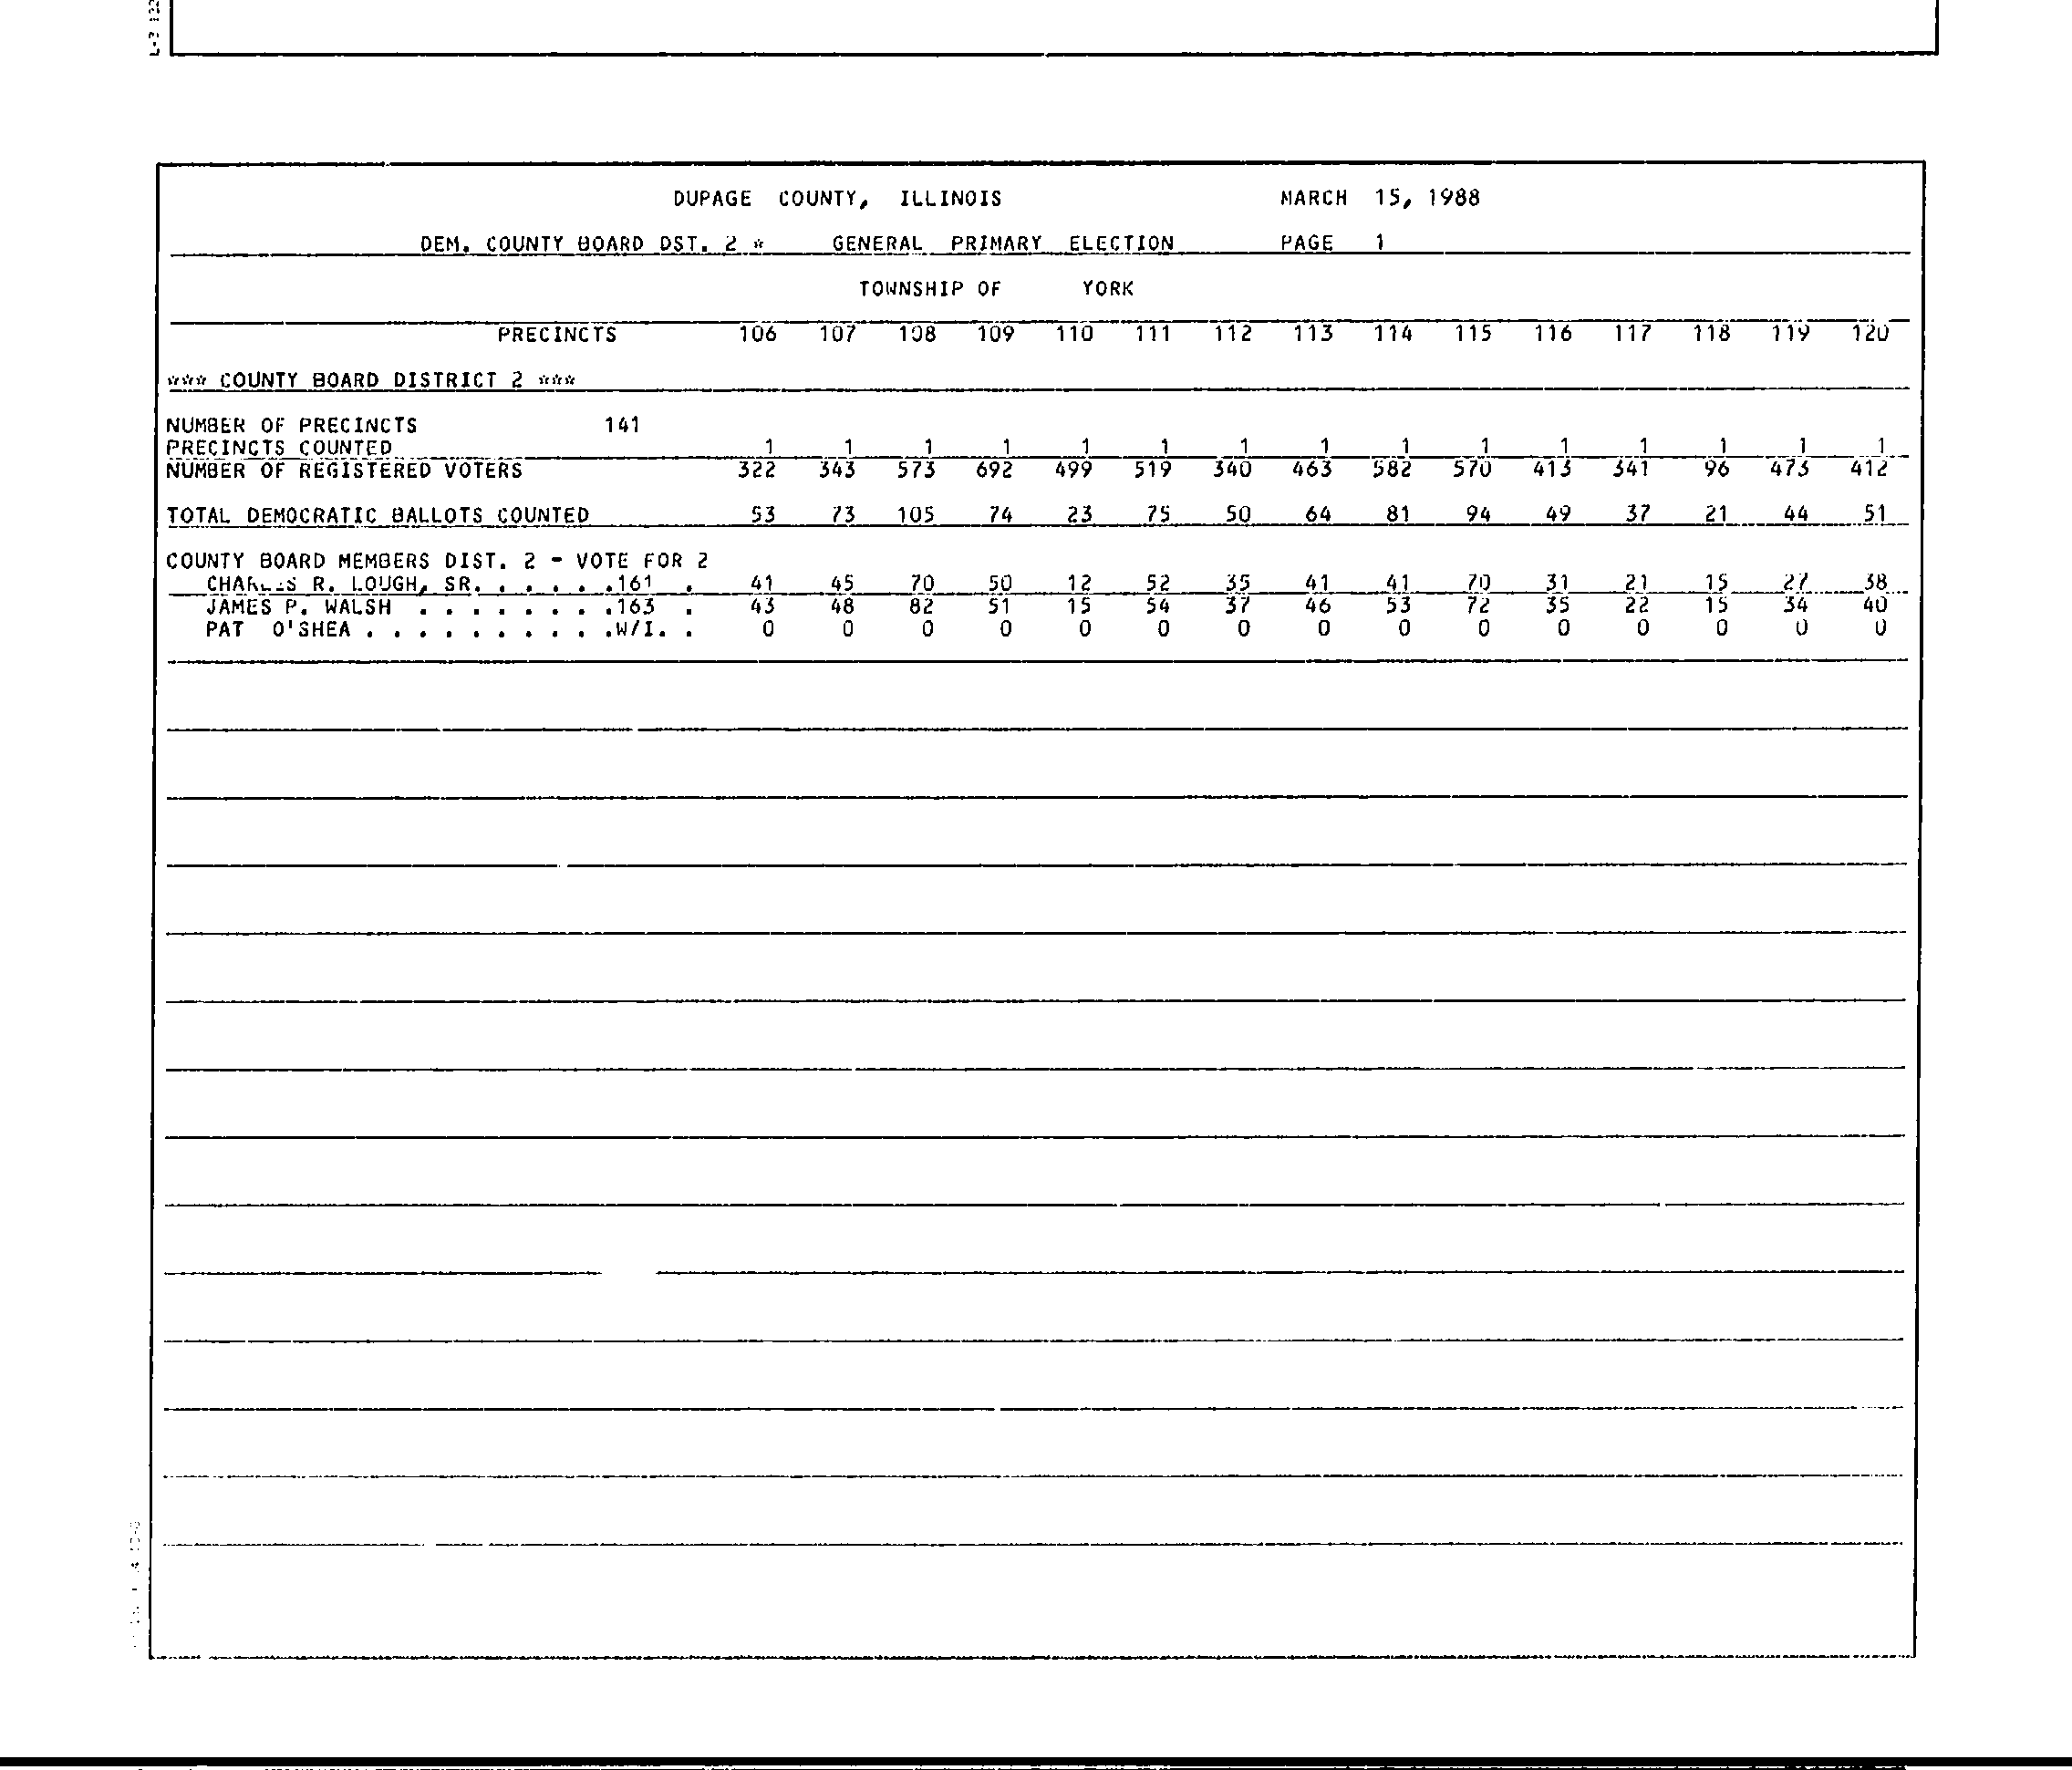 DUPAGE COUNTY, ILLINOIS MARCH 15, 1988
DEM. COUNTY BOARD DST. 2 * GENERAL PRIMARY ELECTION PAGE 1
TOWNSHIP OF YORK
PRECINCTS 106 107 108 109 110 111 112 113 114 115 116 117 118 119 120
*** COUNTY BOARD DISTRICT 2 ***
NUMBER OF PRECINCTS 141
PRECINCTS COUNTED 1 1 1 1 1 1 1 1 1 1 1 1 1 1 1
NUMBER OF REGISTERED VOTERS 322 343 573 692 499 519 340 463 582 570 413 341 96 473 412
TOTAL DEMOCRATIC BALLOTS COUNTED 53 73 105 74 23 75 50 64 81 94 49 37 21 44 51
COUNTY BOARD MEMBERS DIST. 2 - VOTE FOR 2
CHARLES R. LOUGH, SR. . . . . . .161 . 41 45 70 50 12 52 35 41 41 70 31 21 15 27 38
JAMES P. WALSH . . . . . . . .163 . 43 48 82 51 15 54 37 46 53 72 35 22 15 34 40
PAT O'SHEA . . . . . . . . . .W/I. . 0 0 0 0 0 0 0 0 0 0 0 0 0 0 0